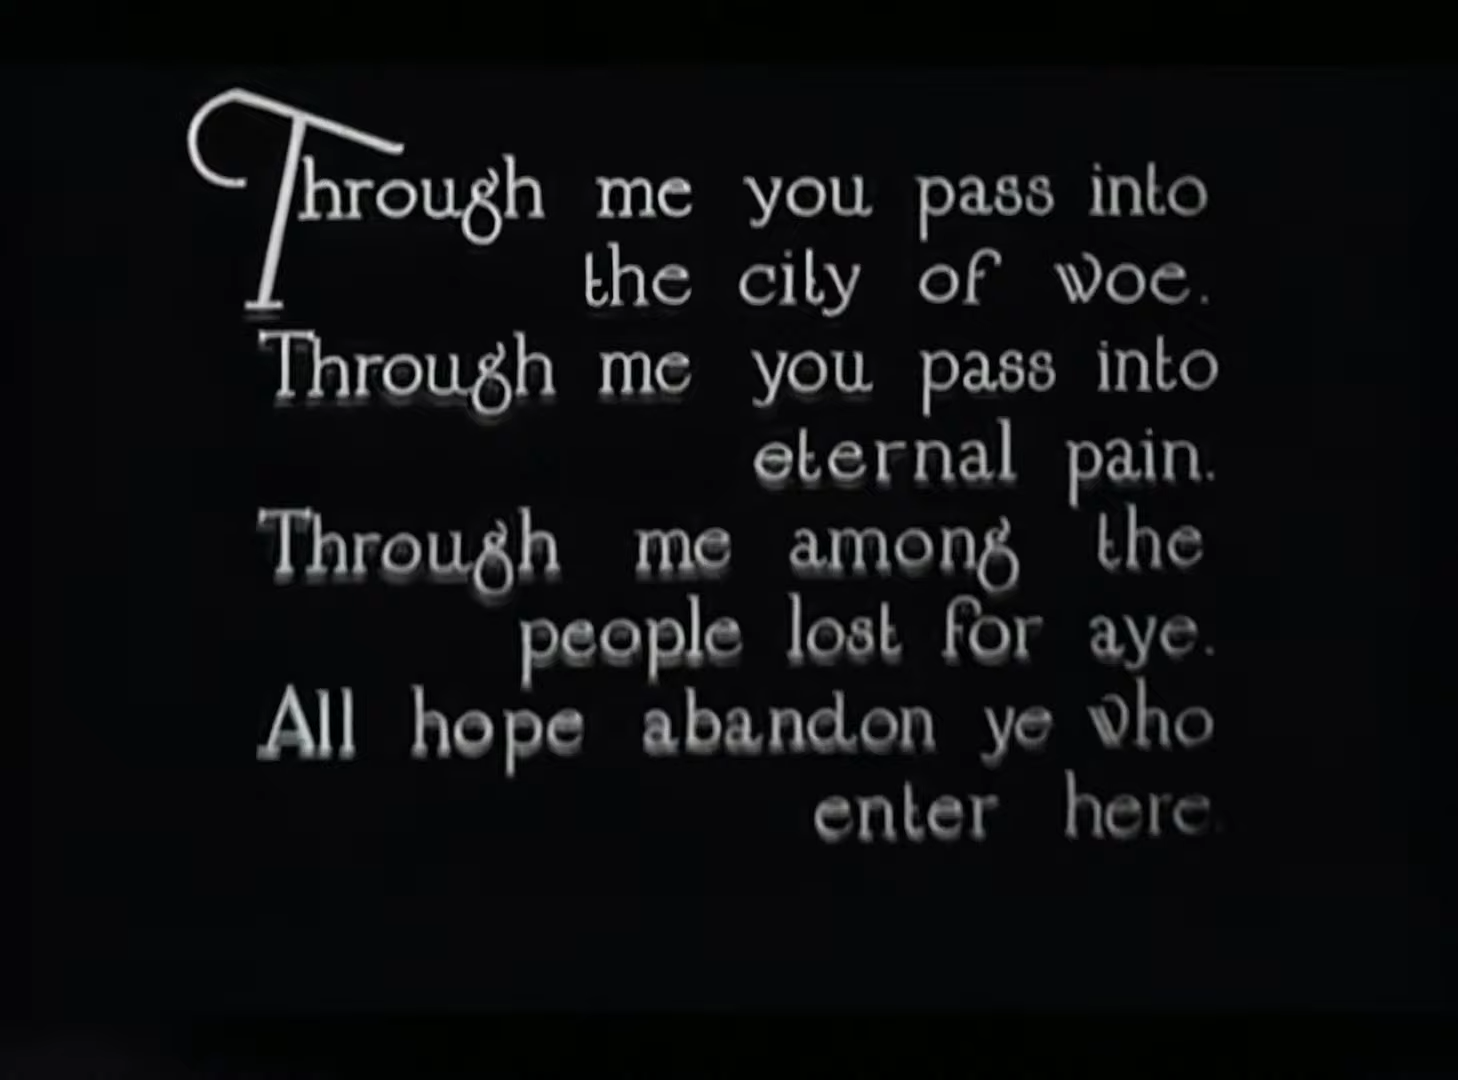 Through me you pass into
the city of woe.
Through me you pass into
eternal pain.
Through me among the
people lost for aye.
All hope abandon ye who
enter here.